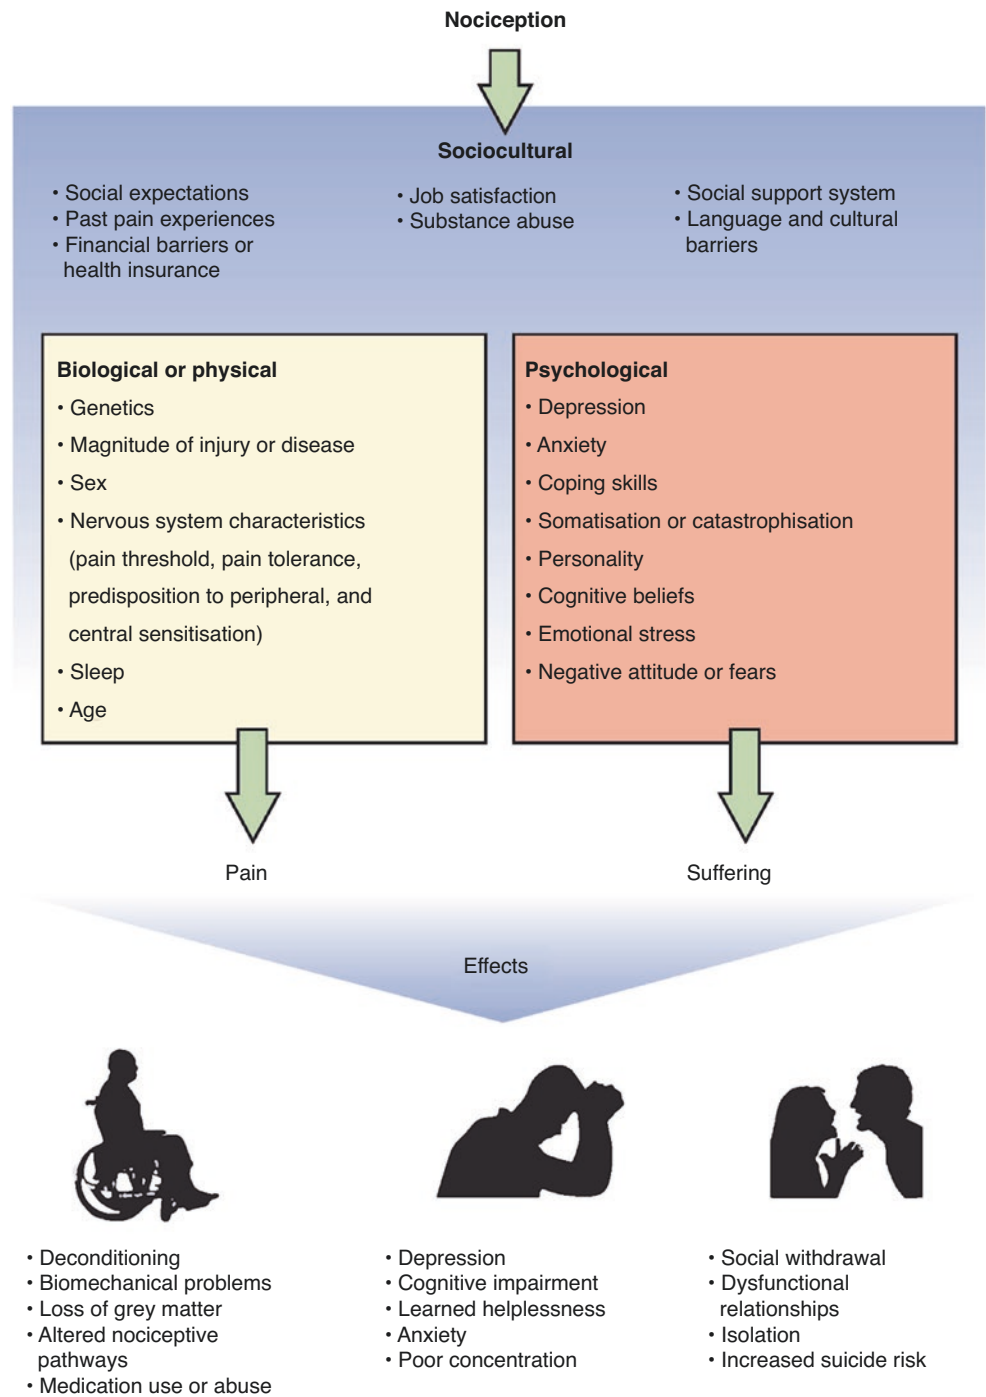 Nociception
Sociocultural
• Social expectations
• Past pain experiences
• Financial barriers or
health insurance
• Job satisfaction
• Substance abuse
• Social support system
• Language and cultural
barriers
Biological or physical
• Genetics
• Magnitude of injury or disease
• Sex
• Nervous system characteristics
(pain threshold, pain tolerance,
predisposition to peripheral, and
central sensitisation)
• Sleep
• Age
Psychological
• Depression
• Anxiety
• Coping skills
• Somatisation or catastrophisation
• Personality
• Cognitive beliefs
• Emotional stress
• Negative attitude or fears
Pain
Suffering
Effects
• Deconditioning
• Biomechanical problems
• Loss of grey matter
• Altered nociceptive
pathways
• Medication use or abuse
• Depression
• Cognitive impairment
• Learned helplessness
• Anxiety
• Poor concentration
• Social withdrawal
• Dysfunctional
relationships
• Isolation
• Increased suicide risk